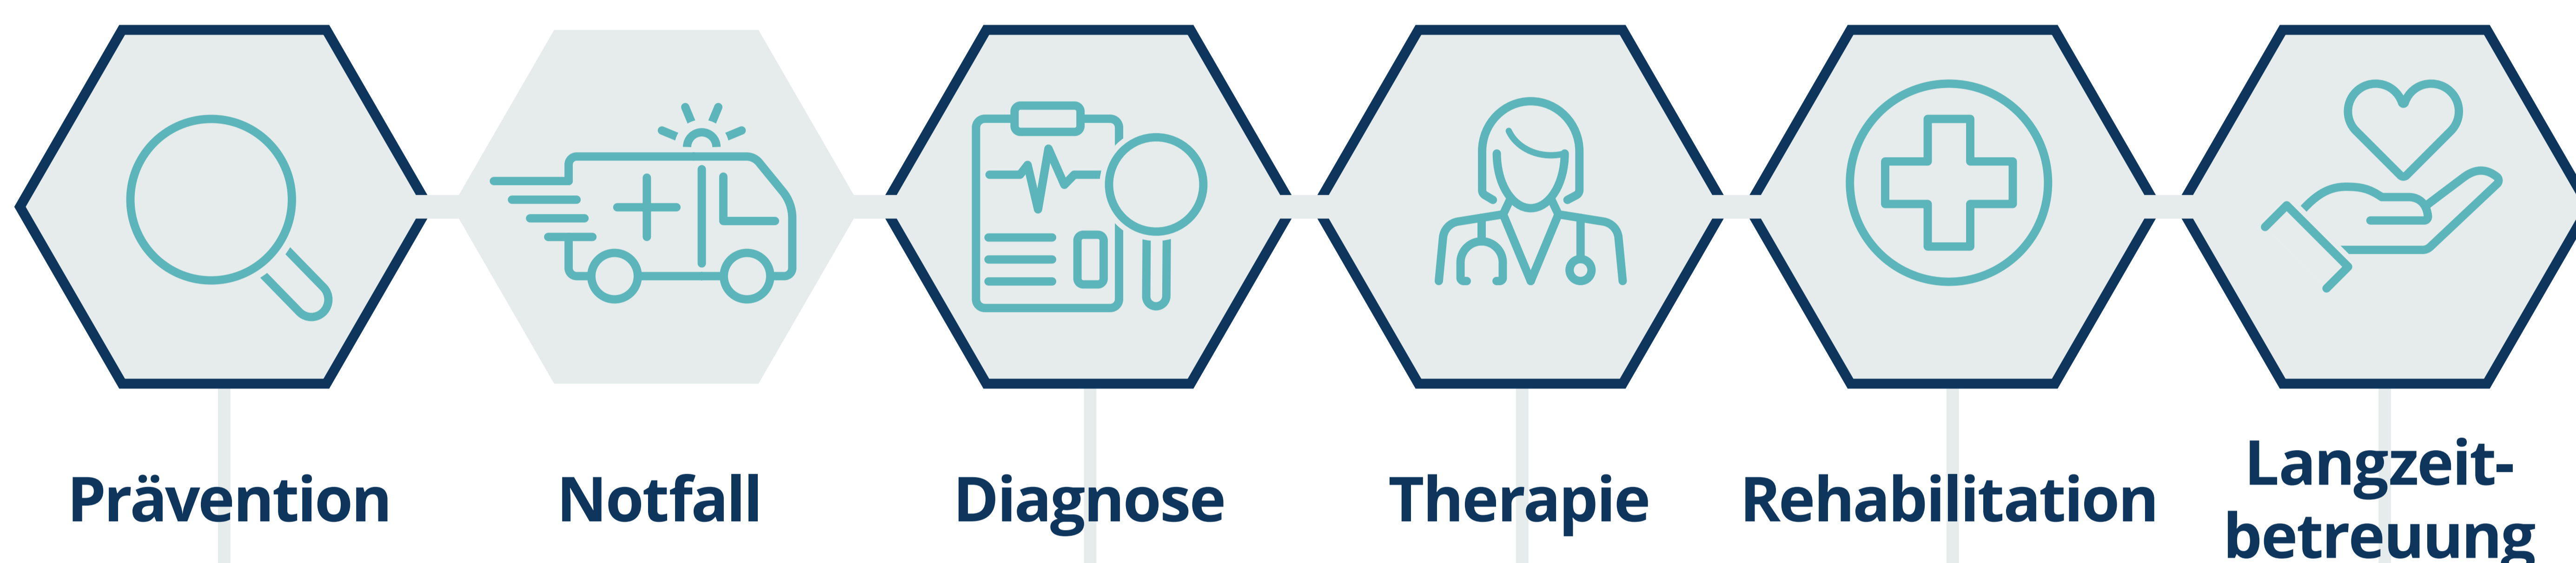 Prävention
Notfall
Diagnose
Therapie
Rehabilitation
Langzeit-
betreuung